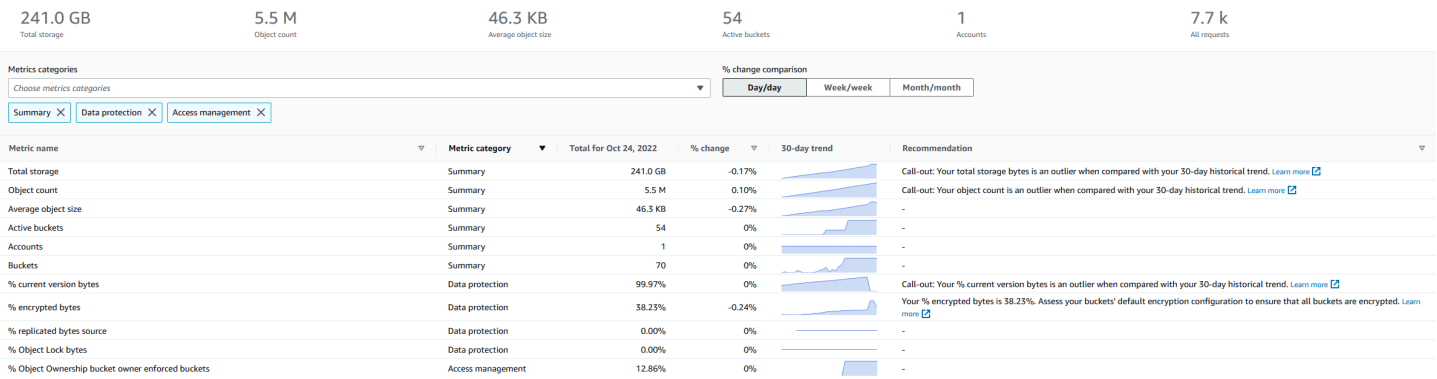 241.0 GB 5.5 M 46.3 KB 54 1 7.7 k
Total storage Object count Average object size Active buckets Accounts All requests
Metrics categories % change comparison
Choose metrics categories Day/day Week/week Month/month
Summary Data protection Access management
Metric name Metric category Total for Oct 24, 2022 % change 30-day trend Recommendation
Total storage Summary 241.0 GB -0.17% Call-out: Your total storage bytes is an outlier when compared with your 30-day historical trend. Learn more
Object count Summary 5.5 M 0.10% Call-out: Your object count is an outlier when compared with your 30-day historical trend. Learn more
Average object size Summary 46.3 KB -0.27% -
Active buckets Summary 54 0% -
Accounts Summary 1 0% -
Buckets Summary 70 0% -
% current version bytes Data protection 99.97% 0% Call-out: Your % current version bytes is an outlier when compared with your 30-day historical trend. Learn more
% encrypted bytes Data protection 38.23% -0.24% Your % encrypted bytes is 38.23%. Assess your buckets' default encryption configuration to ensure that all buckets are encrypted. Learn
more
% replicated bytes source Data protection 0.00% 0% -
% Object Lock bytes Data protection 0.00% 0% -
% Object Ownership bucket owner enforced buckets Access management 12.86% 0% -